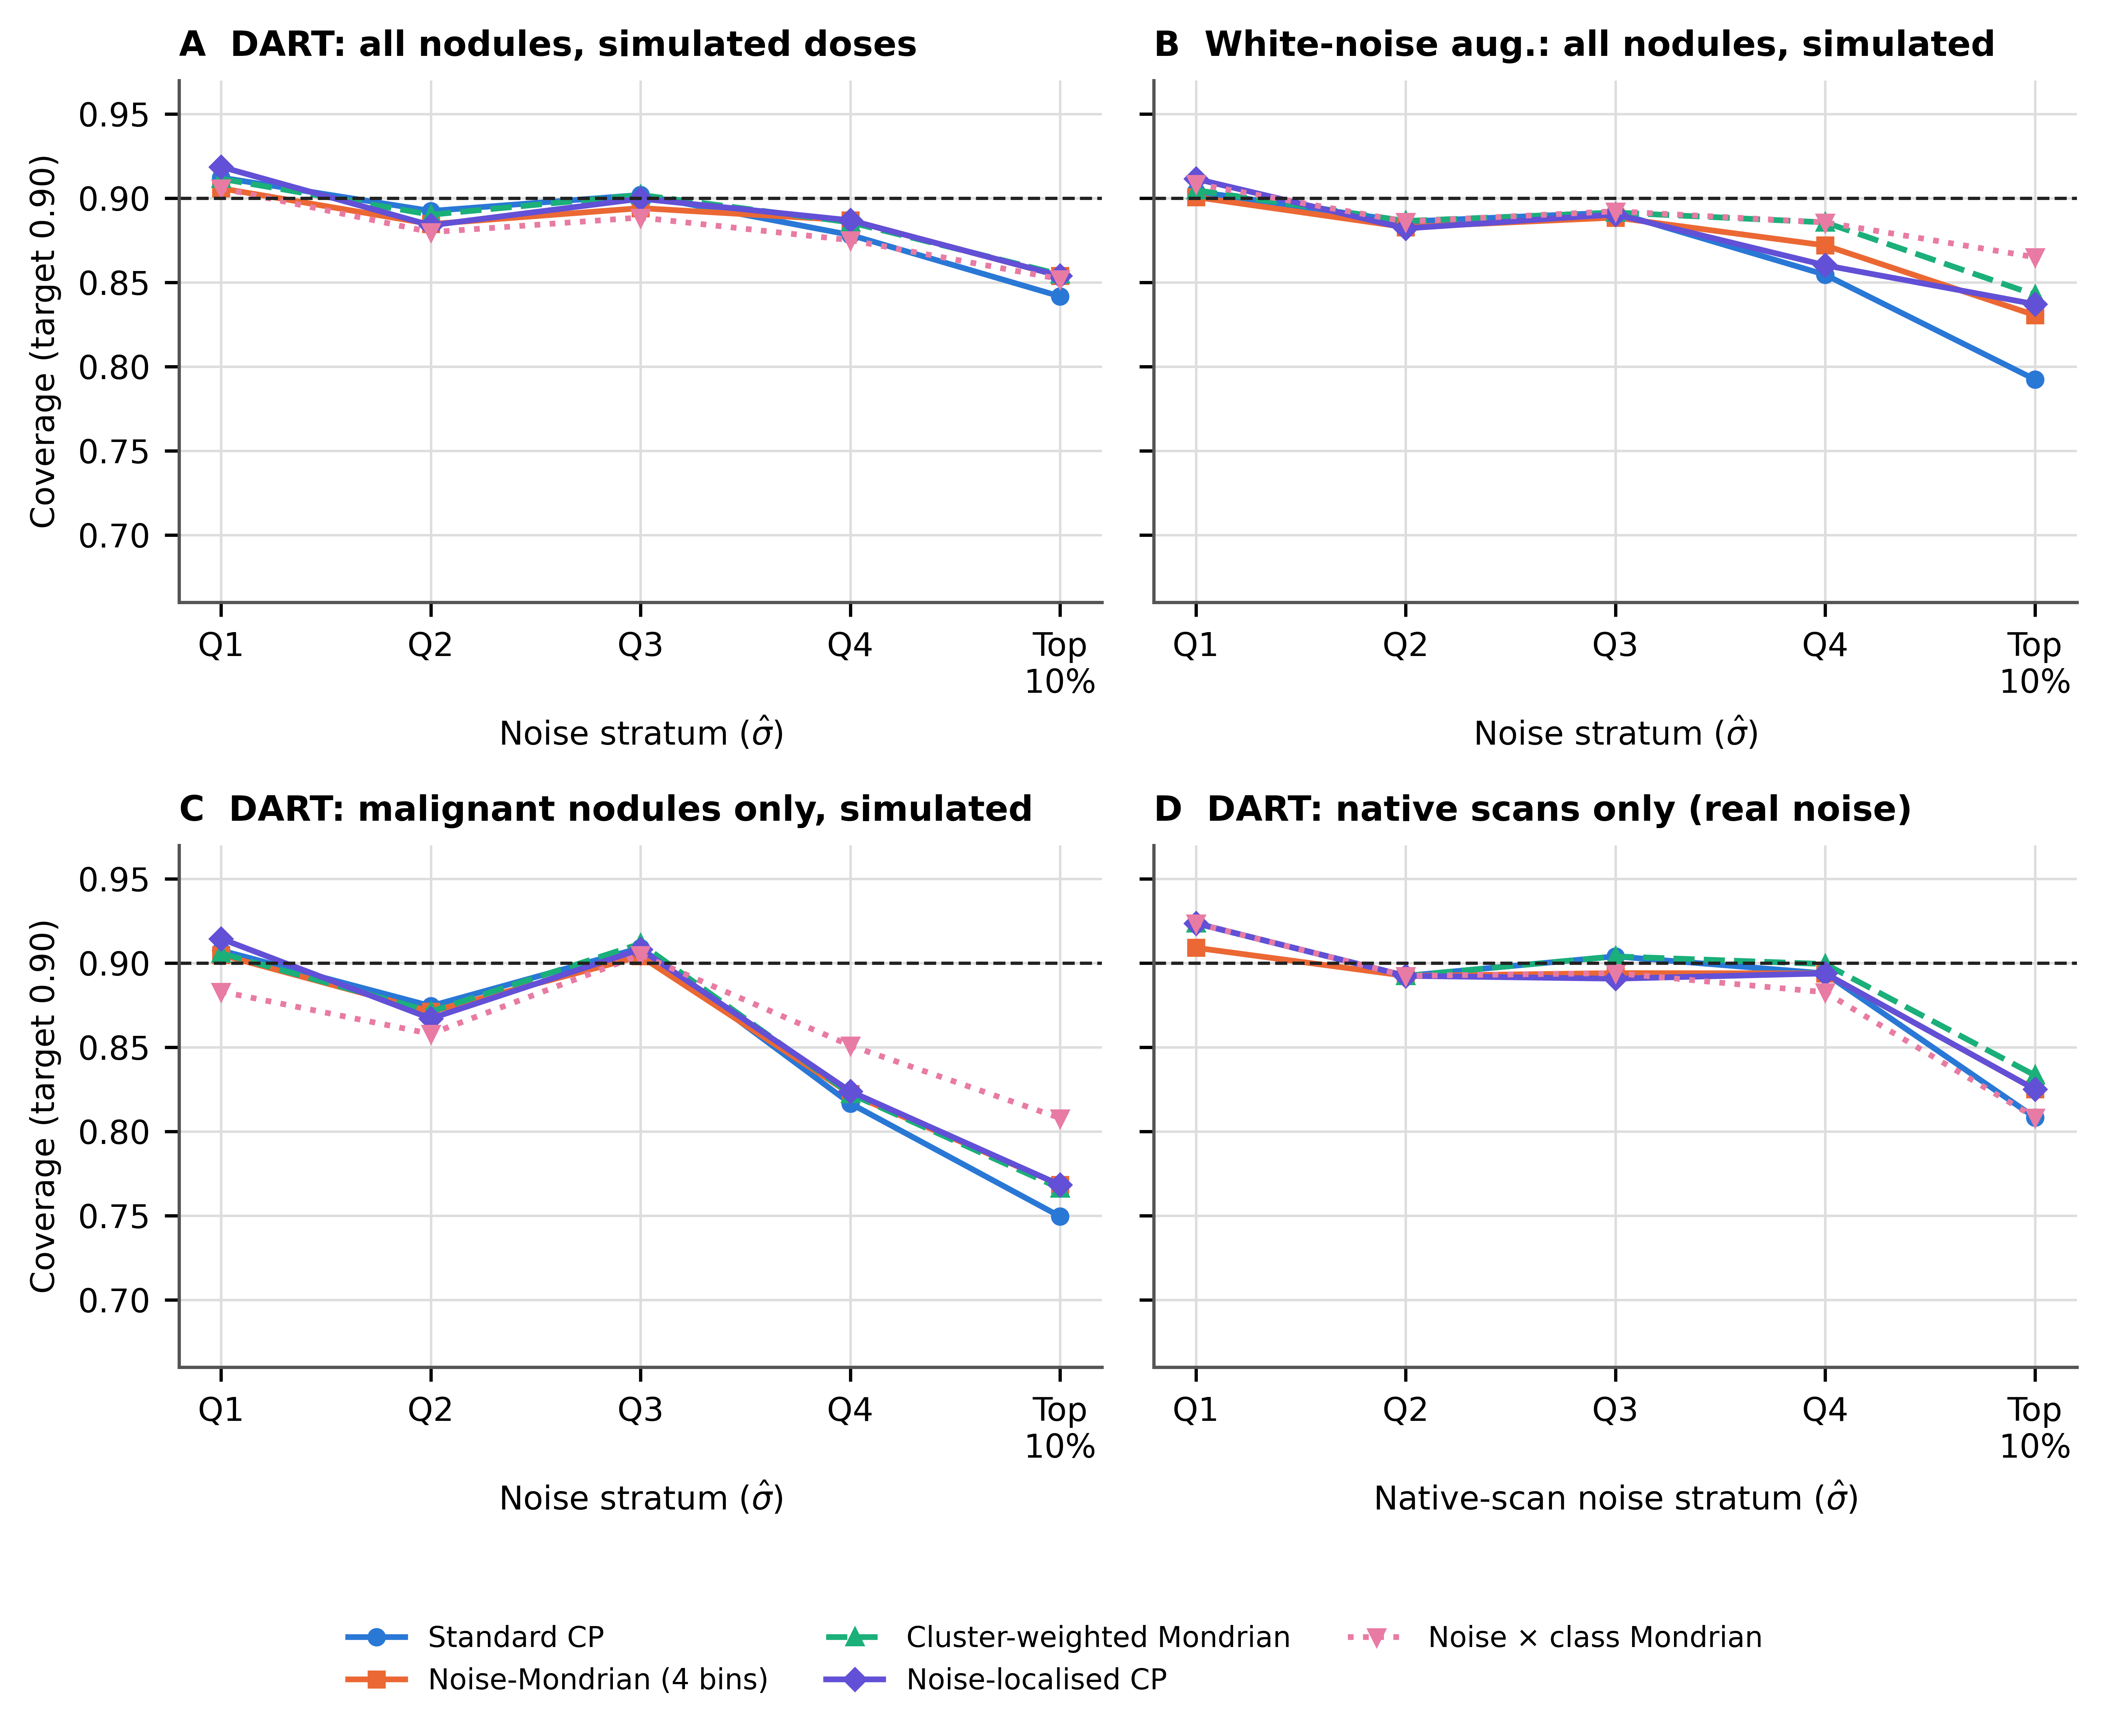 A  DART: all nodules, simulated doses
B  White-noise aug.: all nodules, simulated
0.95
0.90
0.85
0.80
0.75
0.70
Coverage (target 0.90)
Q1
Q2
Q3
Q4
Top
10%
Noise stratum (σ̂)
Q1
Q2
Q3
Q4
Top
10%
Noise stratum (σ̂)
C  DART: malignant nodules only, simulated
D  DART: native scans only (real noise)
0.95
0.90
0.85
0.80
0.75
0.70
Coverage (target 0.90)
Q1
Q2
Q3
Q4
Top
10%
Noise stratum (σ̂)
Q1
Q2
Q3
Q4
Top
10%
Native-scan noise stratum (σ̂)
Standard CP
Noise-Mondrian (4 bins)
Cluster-weighted Mondrian
Noise-localised CP
Noise × class Mondrian